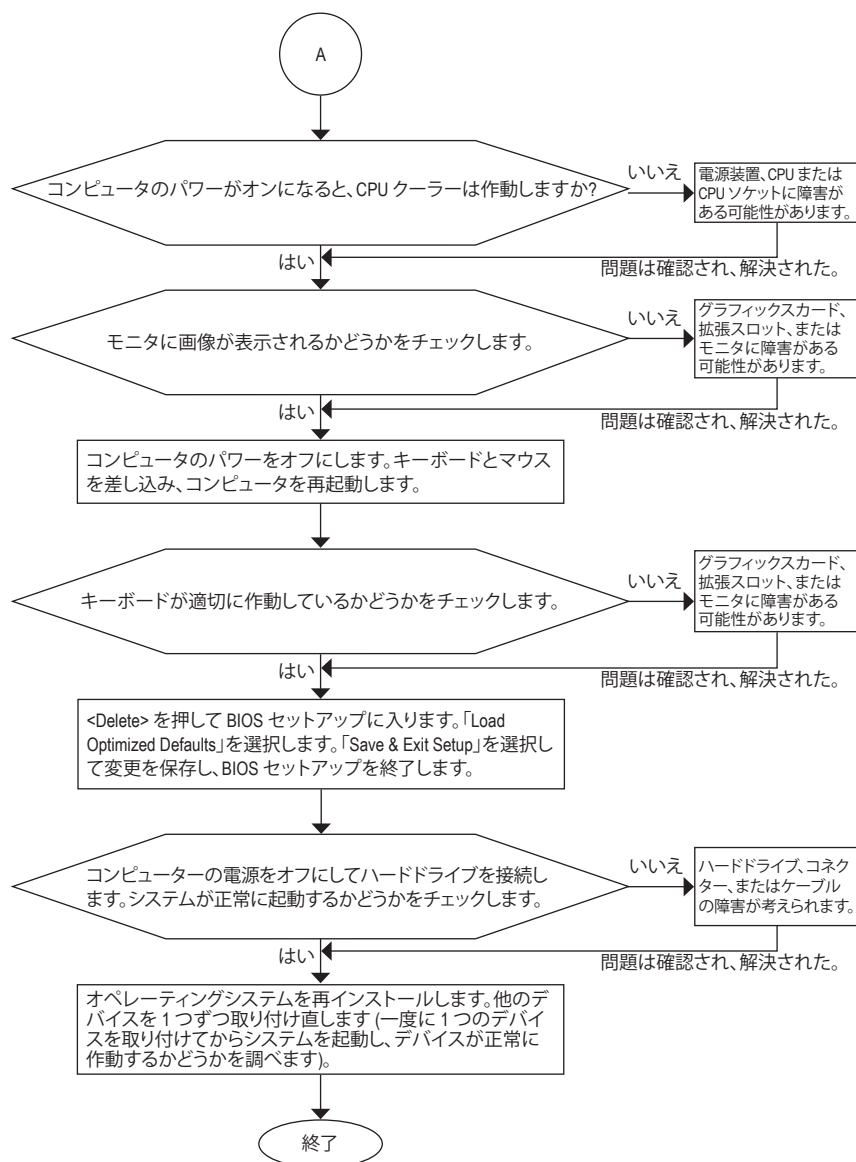 A
コンピュータのパワーがオンになると、CPU クーラーは作動しますか?
いいえ
電源装置、CPU または
CPU ソケットに障害が
ある可能性があります。
はい
問題は確認され、解決された。
モニタに画像が表示されるかどうかをチェックします。
いいえ
グラフィックスカード、
拡張スロット、または
モニタに障害がある
可能性があります。
はい
問題は確認され、解決された。
コンピュータのパワーをオフにします。キーボードとマウス
を差し込み、コンピュータを再起動します。
キーボードが適切に作動しているかどうかをチェックします。
いいえ
グラフィックスカード、
拡張スロット、または
モニタに障害がある
可能性があります。
はい
問題は確認され、解決された。
<Delete> を押して BIOS セットアップに入ります。「Load
Optimized Defaults」を選択します。「Save & Exit Setup」を選択し
て変更を保存し、BIOS セットアップを終了します。
コンピューターの電源をオフにしてハードドライブを接続し
ます。システムが正常に起動するかどうかをチェックします。
いいえ
ハードドライブ、コネク
ター、またはケーブル
の障害が考えられます。
はい
問題は確認され、解決された。
オペレーティングシステムを再インストールします。他のデ
バイスを 1 つずつ取り付け直します (一度に 1 つのデバイ
スを取り付けてからシステムを起動し、デバイスが正常に
作動するかどうかを調べます)。
終了